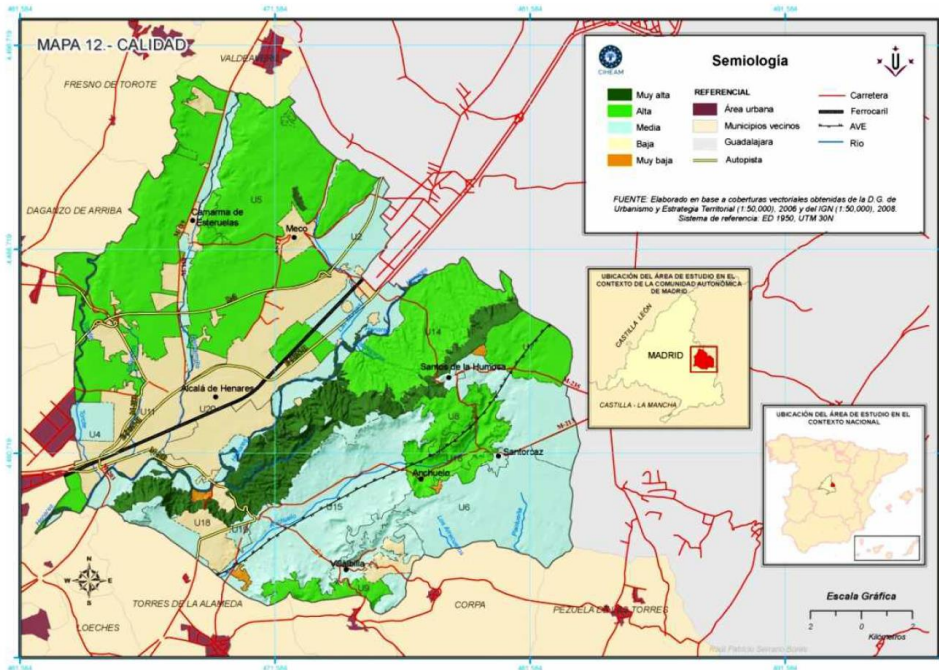 MAPA 12.- CALIDAD
VALDEAVERO
FRESNO DE TOROTE
DAGANZO DE ARRIBA
Camarma de
Esteruelas
Meco
U5
U2
U14
Santos de la Humosa
Alcalá de Henares
U20
U11
U4
U8
Santorcaz
Anchuelo
U6
U15
U18
Villalbilla
TORRES DE LA ALAMEDA
LOECHES
CORPA
PEZUELA DE LAS TORRES
N
W E
S
CIHEAM
Semiología
Muy alta
Alta
Media
Baja
Muy baja
REFERENCIAL
Área urbana
Municipios vecinos
Guadalajara
Autopista
Carretera
Ferrocaril
AVE
Río
FUENTE: Elaborado en base a coberturas vectoriales obtenidas de la D.G. de
Urbanismo y Estrategia Territorial (1:50,000), 2006 y del IGN (1:50,000), 2008.
Sistema de referencia: ED 1950, UTM 30N
UBICACIÓN DEL ÁREA DE ESTUDIO EN EL
CONTEXTO DE LA COMUNIDAD AUTONÓMICA
DE MADRID
CASTILLA LEÓN
MADRID
CASTILLA - LA MANCHA
UBICACIÓN DEL ÁREA DE ESTUDIO EN EL
CONTEXTO NACIONAL
Escala Gráfica
2 0 2
Kilómetros
Raúl Patricio Serrano